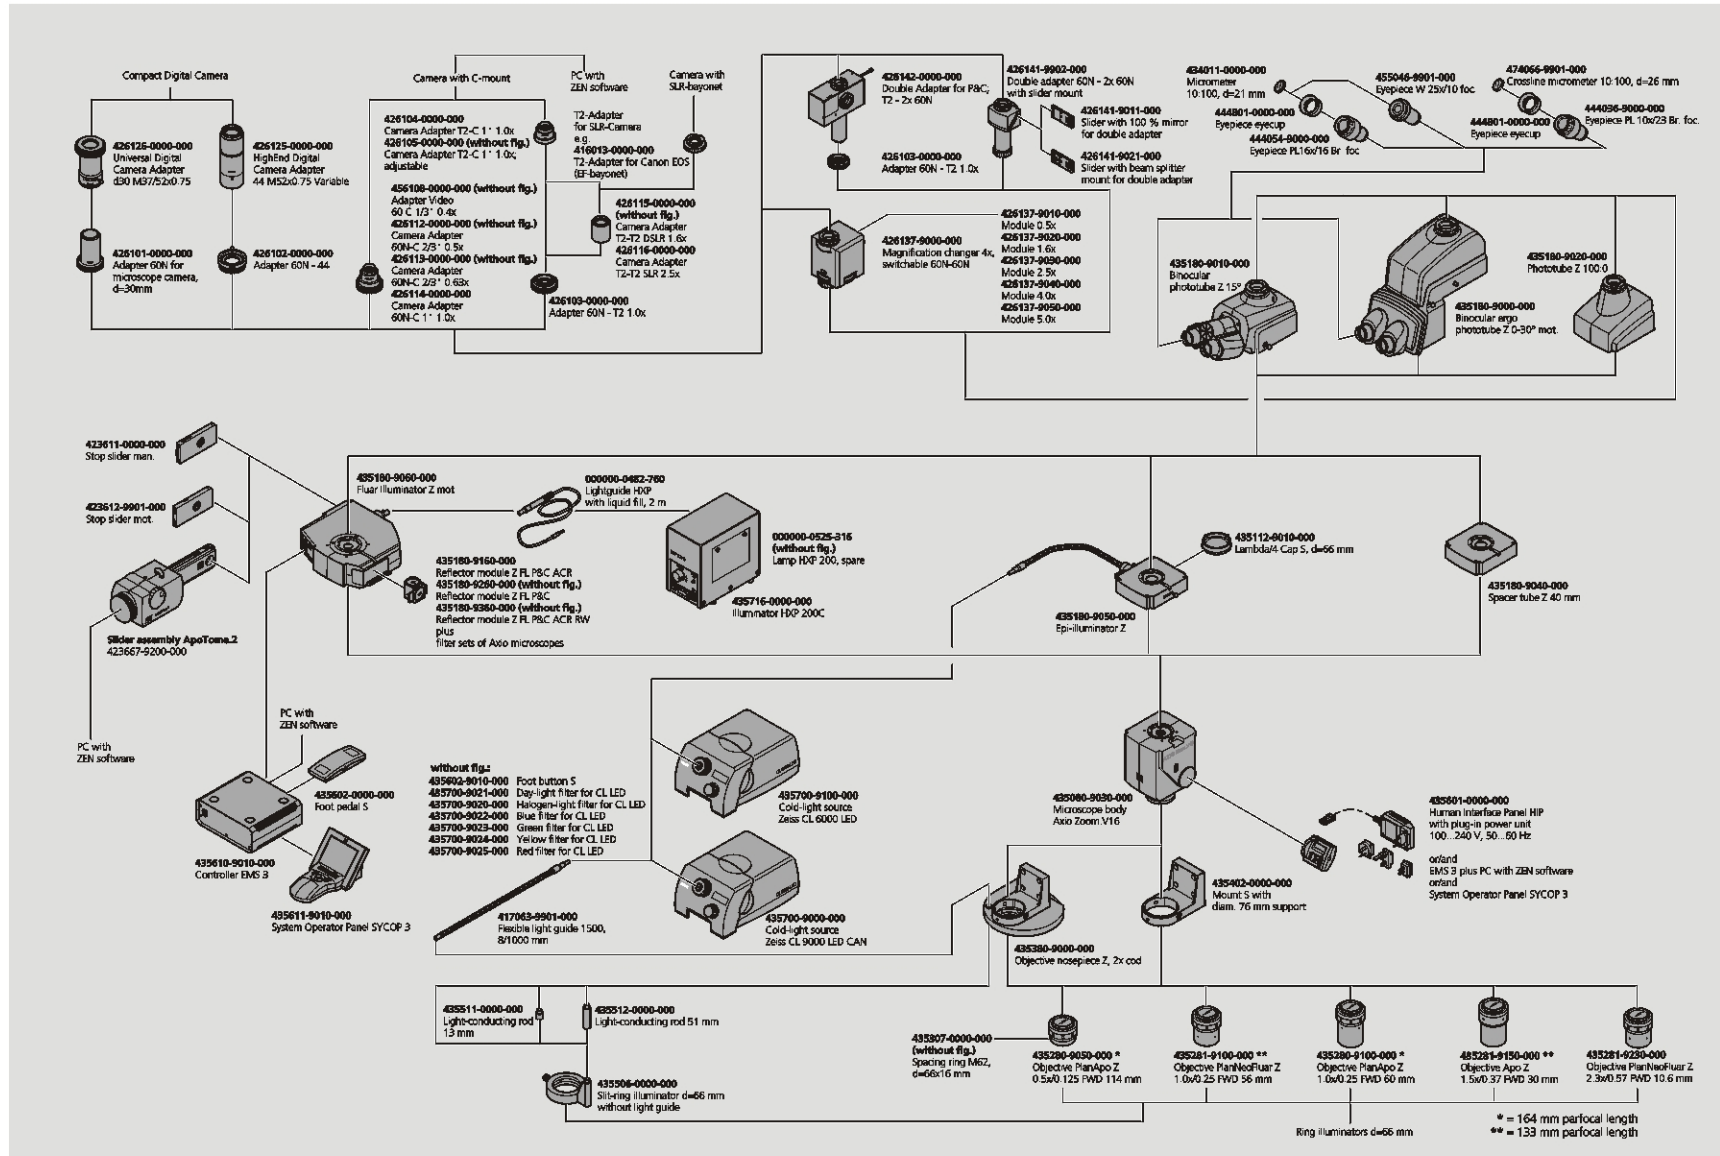 Compact Digital Camera
426126-0000-000
Universal Digital
Camera Adapter
d30 M37/52x0.75
426125-0000-000
HighEnd Digital
Camera Adapter
44 M52x0.75 Variable
426101-0000-000
Adapter 60N for
microscope camera,
d=30mm
426102-0000-000
Adapter 60N - 44
Camera with C-mount
426104-0000-000
Camera Adapter T2-C 1" 1.0x
426105-0000-000 (without fig.)
Camera Adapter T2-C 1" 1.0x,
adjustable
456108-0000-000 (without fig.)
Adapter Video
60 C 1/3" 0.4x
426112-0000-000 (without fig.)
Camera Adapter
60N-C 2/3" 0.5x
426113-0000-000 (without fig.)
Camera Adapter
60N-C 2/3" 0.63x
426114-0000-000
Camera Adapter
60N-C 1" 1.0x
PC with
ZEN software
T2-Adapter
for SLR-Camera
e.g.
416013-0000-000
T2-Adapter for Canon EOS
(EF-bayonet)
Camera with
SLR-bayonet
426115-0000-000
(without fig.)
Camera Adapter
T2-T2 DSLR 1.6x
426116-0000-000
Camera Adapter
T2-T2 SLR 2.5x
426103-0000-000
Adapter 60N - T2 1.0x
426142-0000-000
Double Adapter for P&C;
T2 - 2x 60N
426103-0000-000
Adapter 60N - T2 1.0x
426141-9902-000
Double adapter 60N - 2x 60N
with slider mount
426141-9011-000
Slider with 100 % mirror
for double adapter
426141-9021-000
Slider with beam splitter
mount for double adapter
426137-9000-000
Magnification changer 4x,
switchable 60N-60N
426137-9010-000
Module 0.5x
426137-9020-000
Module 1.6x
426137-9030-000
Module 2.5x
426137-9040-000
Module 4.0x
426137-9050-000
Module 5.0x
434011-0000-000
Micrometer
10:100, d=21 mm
444801-0000-000
Eyepiece eyecup
444054-9000-000
Eyepiece PL16x/16 Br foc
455046-9901-000
Eyepiece W 25x/10 foc.
474066-9901-000
Crossline micrometer 10:100, d=26 mm
444036-9000-000
Eyepiece PL 10x/23 Br. foc.
444801-0000-000
Eyepiece eyecup
435180-9010-000
Binocular
phototube Z 15°
435180-9020-000
Phototube Z 100:0
435180-9000-000
Binocular ergo
phototube Z 0-30° mot.
423611-0000-000
Stop slider man.
423612-9901-000
Stop slider mot.
Slider assembly ApoTome.2
423667-9200-000
PC with
ZEN software
435180-9060-000
Fluar Illuminator Z mot
000000-0482-760
Lightguide HXP
with liquid fill, 2 m
435180-9160-000
Reflector module Z FL P&C ACR
435180-9260-000 (without fig.)
Reflector module Z FL P&C
435180-9360-000 (without fig.)
Reflector module Z FL P&C ACR RW
plus
filter sets of Axio microscopes
000000-0525-316
(without fig.)
Lamp HXP 200, spare
435716-0000-000
Illuminator HXP 200C
435112-9010-000
Lambda/4 Cap S, d=66 mm
435180-9050-000
Epi-illuminator Z
435180-9040-000
Spacer tube Z 40 mm
PC with
ZEN software
435602-0000-000
Foot pedal S
435610-9010-000
Controller EMS 3
435611-9010-000
System Operator Panel SYCOP 3
without fig.:
435602-9010-000 Foot button S
435700-9021-000 Day-light filter for CL LED
435700-9020-000 Halogen-light filter for CL LED
435700-9022-000 Blue filter for CL LED
435700-9023-000 Green filter for CL LED
435700-9024-000 Yellow filter for CL LED
435700-9025-000 Red filter for CL LED
435700-9100-000
Cold-light source
Zeiss CL 6000 LED
435700-9000-000
Cold-light source
Zeiss CL 9000 LED CAN
417063-9901-000
Flexible light guide 1500,
8/1000 mm
435080-9030-000
Microscope body
Axio Zoom.V16
435601-0000-000
Human Interface Panel HIP
with plug-in power unit
100...240 V, 50...60 Hz
or/and
EMS 3 plus PC with ZEN software
or/and
System Operator Panel SYCOP 3
435402-0000-000
Mount S with
diam. 76 mm support
435380-9000-000
Objective nosepiece Z, 2x cod
435511-0000-000
Light-conducting rod
13 mm
435512-0000-000
Light-conducting rod 51 mm
435506-0000-000
Slit-ring illuminator d=66 mm
without light guide
435307-0000-000
(without fig.)
Spacing ring M62,
d=66x16 mm
435280-9050-000 *
Objective PlanApo Z
0.5x/0.125 FWD 114 mm
435281-9100-000 **
Objective PlanNeoFluar Z
1.0x/0.25 FWD 56 mm
435280-9100-000 *
Objective PlanApo Z
1.0x/0.25 FWD 60 mm
435281-9150-000 **
Objective Apo Z
1.5x/0.37 FWD 30 mm
435281-9230-000
Objective PlanNeoFluar Z
2.3x/0.57 FWD 10.6 mm
* = 164 mm parfocal length
** = 133 mm parfocal length
Ring illuminators d=66 mm